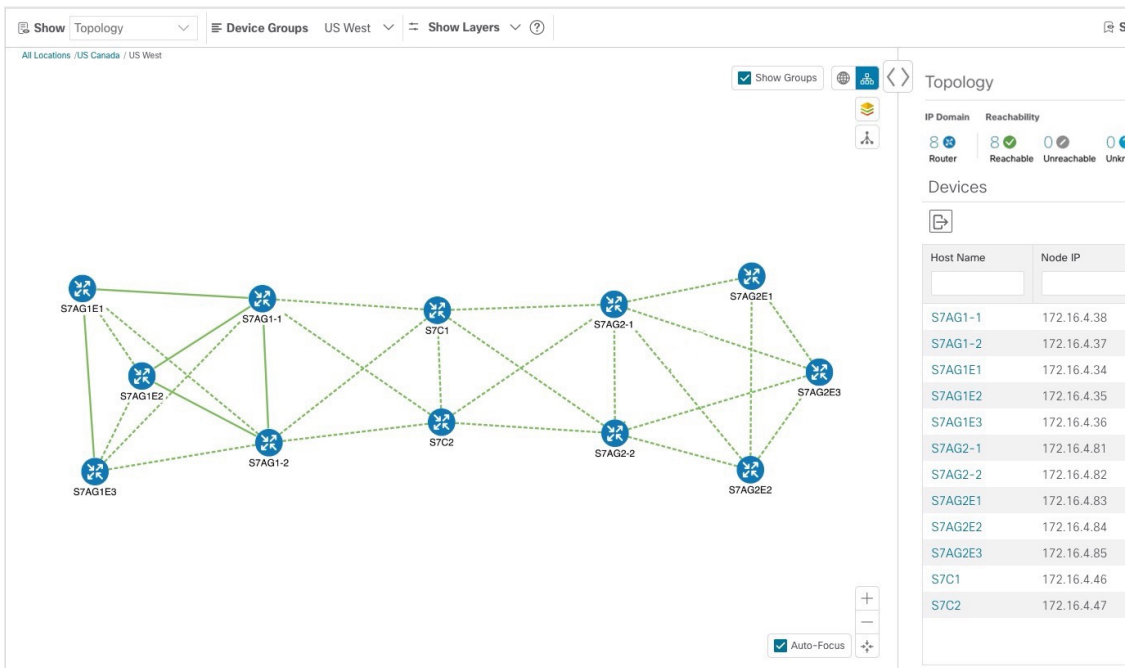 Show Topology Device Groups US West Show Layers ? S
All Locations /US Canada / US West
Show Groups
Topology
IP Domain Reachability
8 8 0 0
Router Reachable Unreachable Unkr
Devices
Host Name Node IP
S7AG1-1 172.16.4.38
S7AG1-2 172.16.4.37
S7AG1E1 172.16.4.34
S7AG1E2 172.16.4.35
S7AG1E3 172.16.4.36
S7AG2-1 172.16.4.81
S7AG2-2 172.16.4.82
S7AG2E1 172.16.4.83
S7AG2E2 172.16.4.84
S7AG2E3 172.16.4.85
S7C1 172.16.4.46
S7C2 172.16.4.47
S7AG2E1
S7AG1E1
S7AG1-1
S7C1
S7AG2-1
S7AG1E2
S7AG2E3
S7C2
S7AG1-2
S7AG2-2
S7AG1E3
S7AG2E2
Auto-Focus